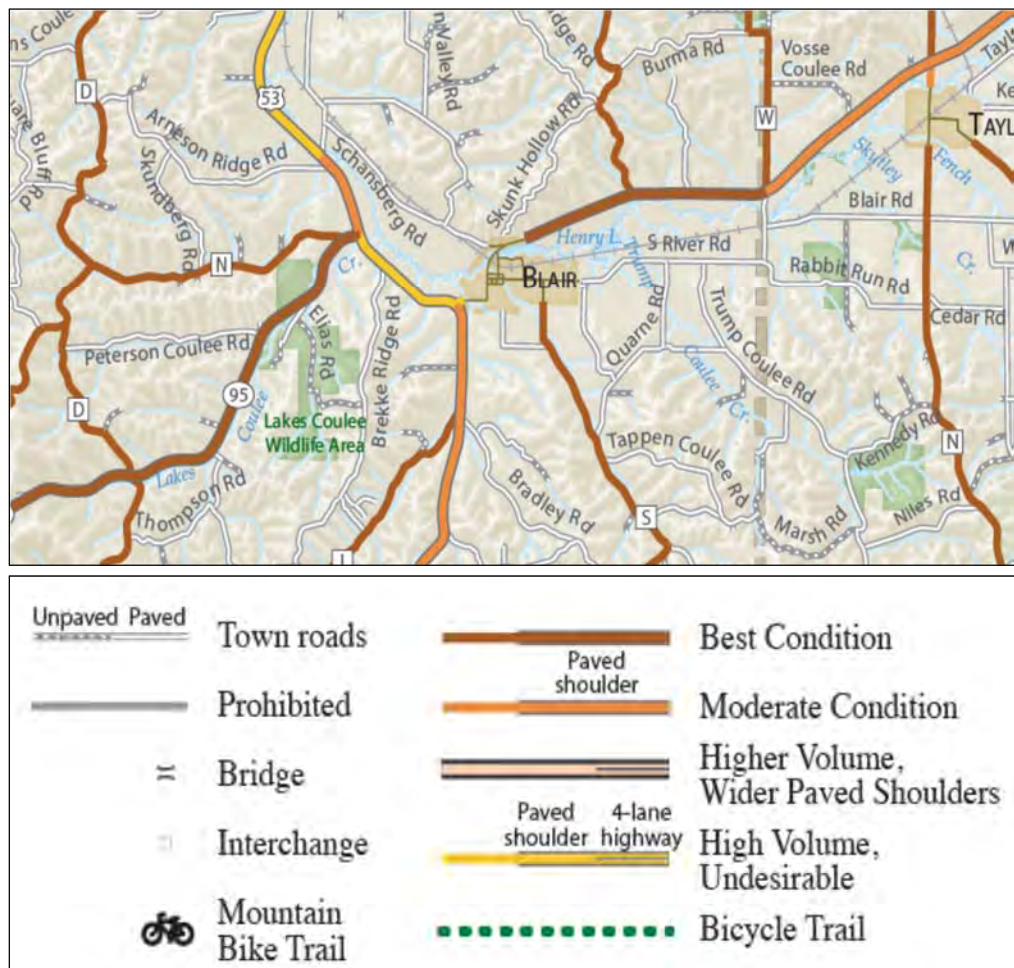 ns Coulee
D
uare Bluff Rd
53
Arneson Ridge Rd
Skundberg Rd
Schansberg Rd
Valley Rd
dge Rd
Burma Rd
Skunk Hollow Rd
Vosse
Coulee Rd
W
Tayl
Ke
TAYL
Skyhley
Fench
Blair Rd
N
Cr.
Henry L.
Trump
S River Rd
BLAIR
Rabbit Run Rd
W
Cr.
Cedar Rd
Peterson Coulee Rd
Elias Rd
Brekke Ridge Rd
Quarne Rd
Trump Coulee Rd
Coulee Cr.
95
Coulee
D
Lakes Coulee
Wildlife Area
Lakes
Thompson Rd
Bradley Rd
Tappen Coulee Rd
Kennedy Rd
N
Niles Rd
S
Marsh Rd
I
Unpaved Paved
Town roads
Prohibited
Bridge
Interchange
Mountain
Bike Trail
Best Condition
Paved
shoulder
Moderate Condition
Higher Volume,
Wider Paved Shoulders
Paved
shoulder
4-lane
highway
High Volume,
Undesirable
Bicycle Trail